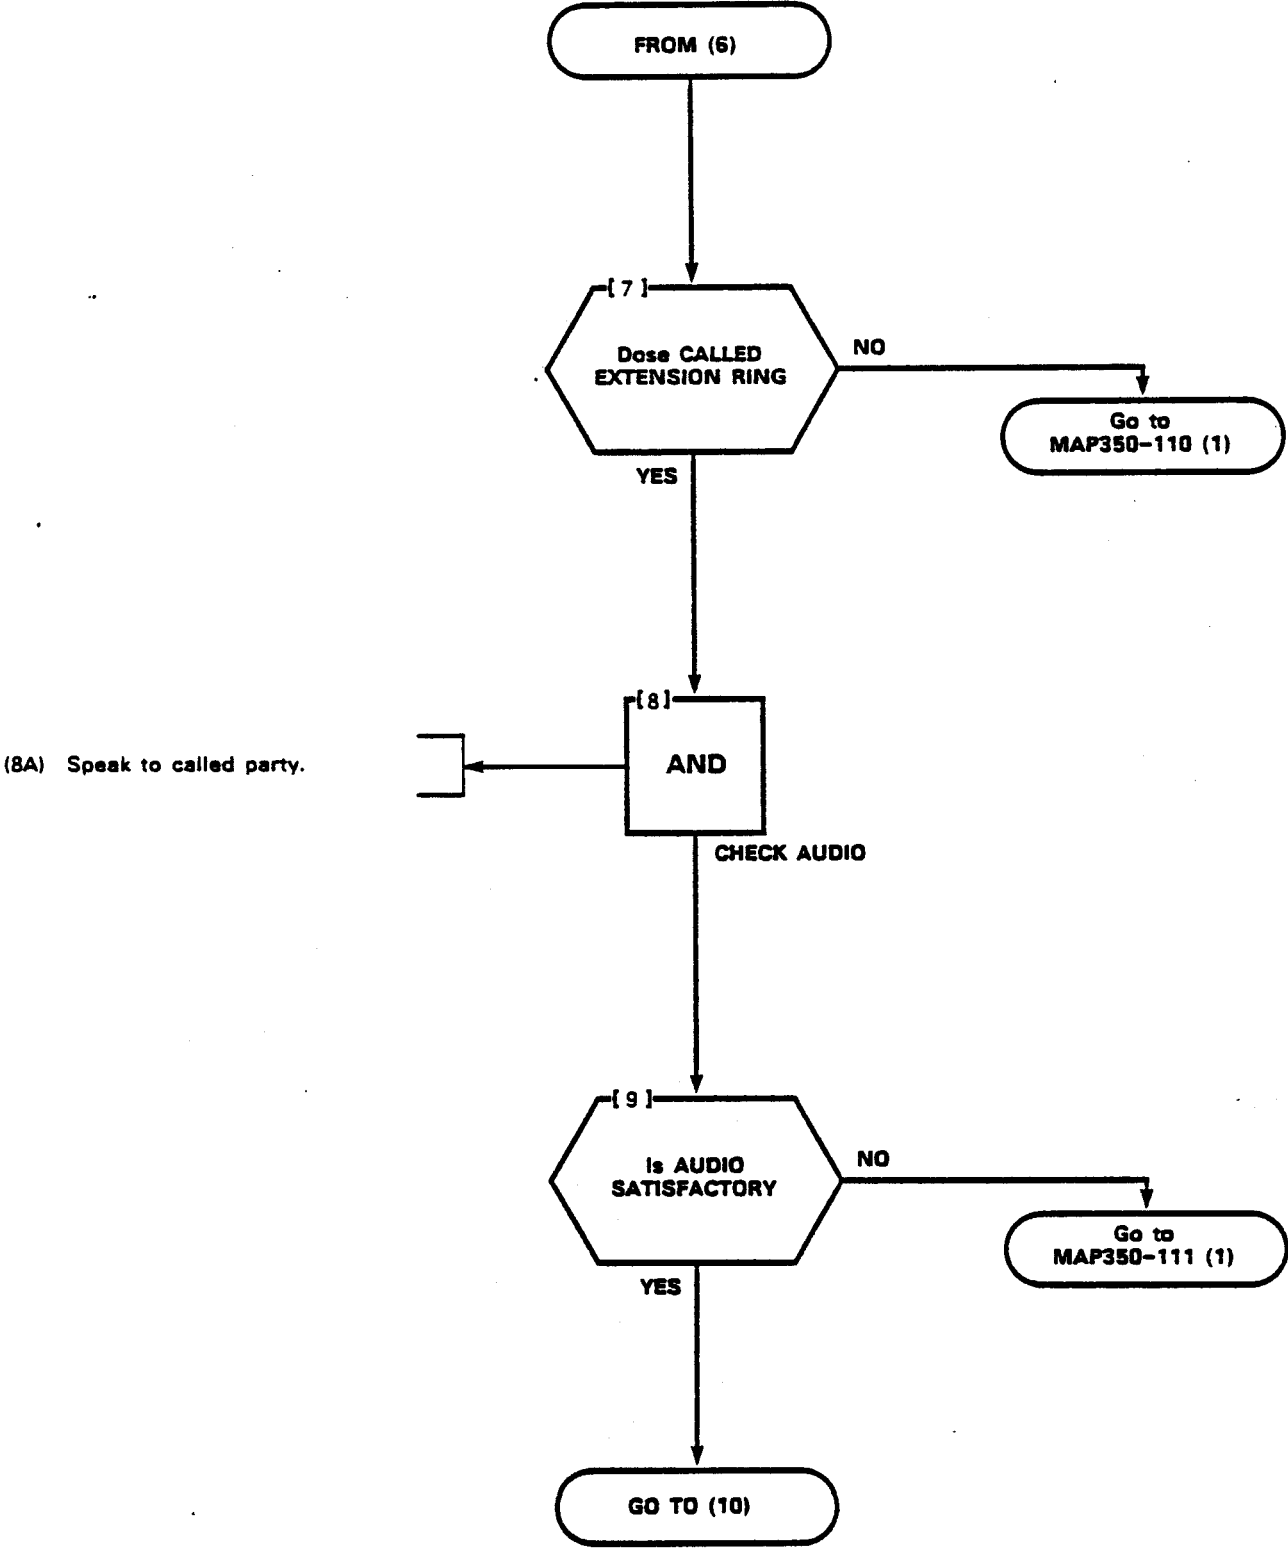 FROM (6)
[ 7 ]
Dose CALLED
EXTENSION RING
NO
Go to
MAP350-110 (1)
YES
[8]
AND
(8A) Speak to called party.
CHECK AUDIO
[ 9 ]
Is AUDIO
SATISFACTORY
NO
Go to
MAP350-111 (1)
YES
GO TO (10)